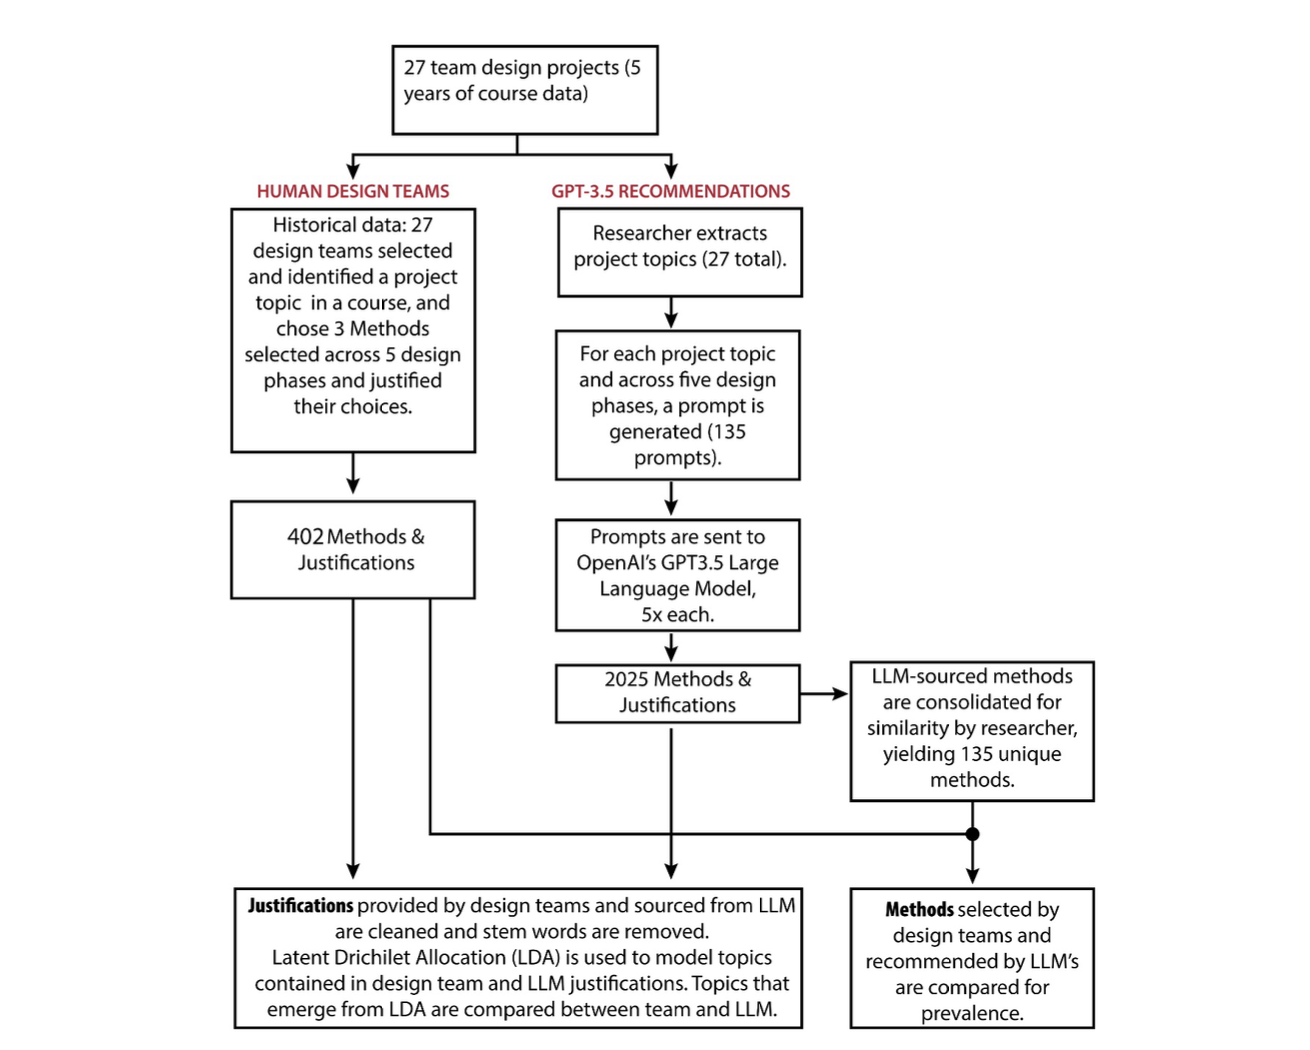 27 team design projects (5
years of course data)
HUMAN DESIGN TEAMS
Historical data: 27
design teams selected
and identified a project
topic in a course, and
chose 3 Methods
selected across 5 design
phases and justified
their choices.
402 Methods &
Justifications
GPT-3.5 RECOMMENDATIONS
Researcher extracts
project topics (27 total).
For each project topic
and across five design
phases, a prompt is
generated (135
prompts).
Prompts are sent to
OpenAI's GPT3.5 Large
Language Model,
5x each.
2025 Methods &
Justifications
LLM-sourced methods
are consolidated for
similarity by researcher,
yielding 135 unique
methods.
Justifications provided by design teams and sourced from LLM
are cleaned and stem words are removed.
Latent Drichilet Allocation (LDA) is used to model topics
contained in design team and LLM justifications. Topics that
emerge from LDA are compared between team and LLM.
Methods selected by
design teams and
recommended by LLM's
are compared for
prevalence.